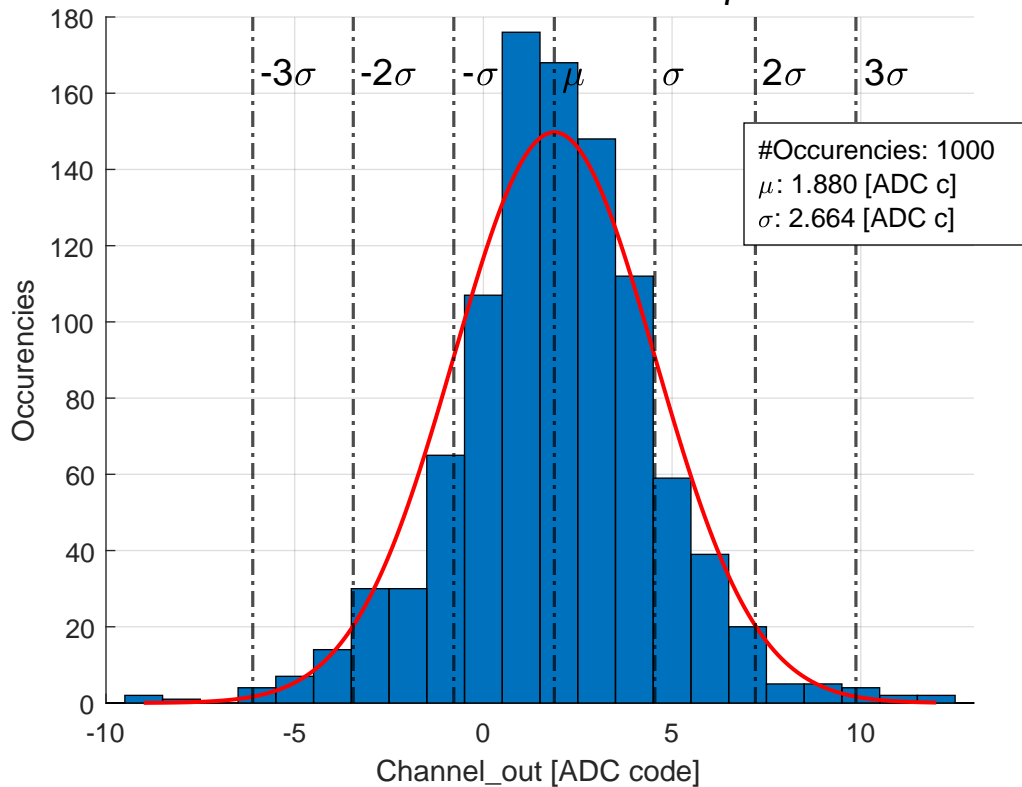 180
-3σ -2σ -σ μ σ 2σ 3σ
160
#Occurencies: 1000
μ: 1.880 [ADC c]
σ: 2.664 [ADC c]
140
120
100
80
60
40
20
0
Occurencies
-10 -5 0 5 10
Channel_out [ADC code]